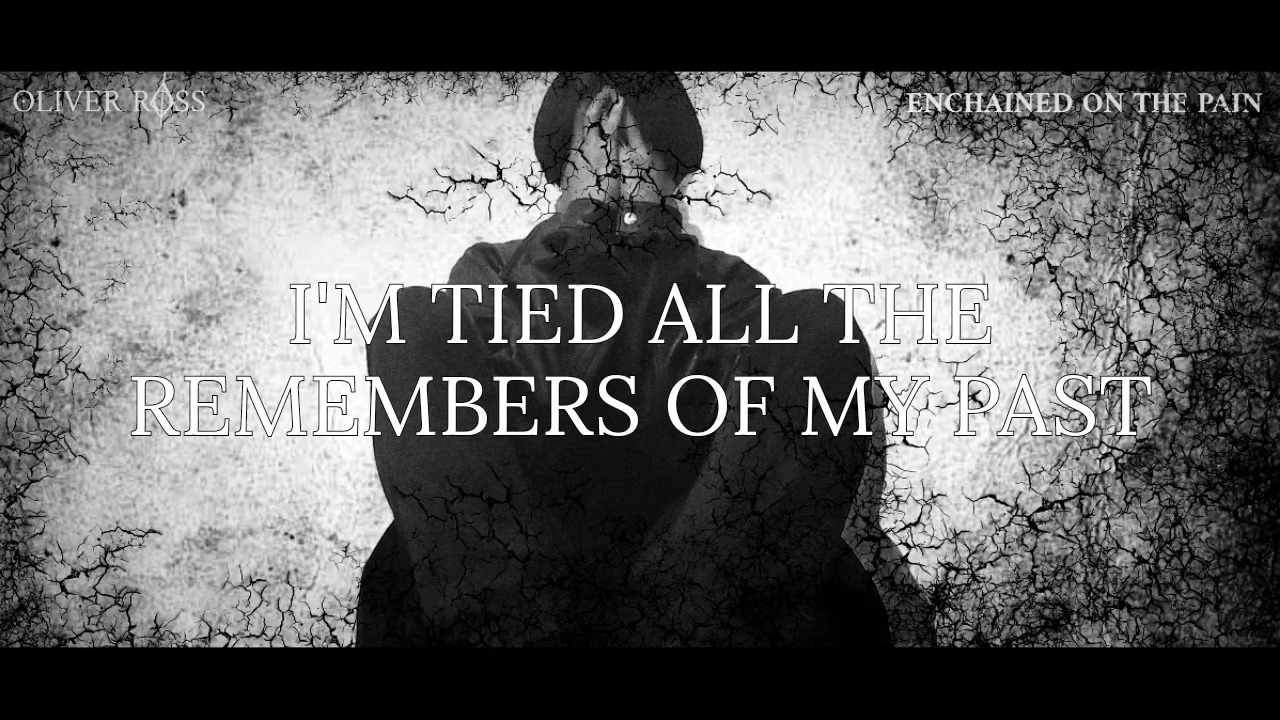 OLIVER ROSS
ENCHAINED ON THE PAIN
I'M TIED ALL THE
REMEMBERS OF MY PAST